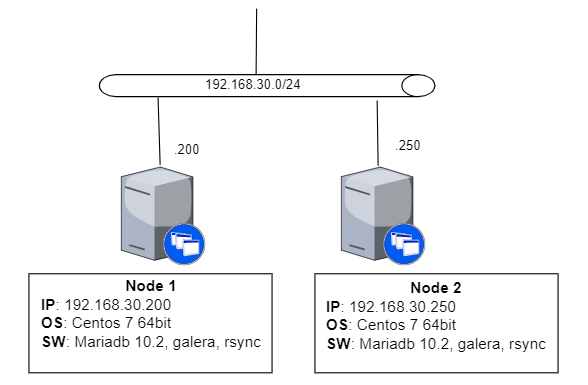 192.168.30.0/24
.200
.250
Node 1
IP: 192.168.30.200
OS: Centos 7 64bit
SW: Mariadb 10.2, galera, rsync
Node 2
IP: 192.168.30.250
OS: Centos 7 64bit
SW: Mariadb 10.2, galera, rsync